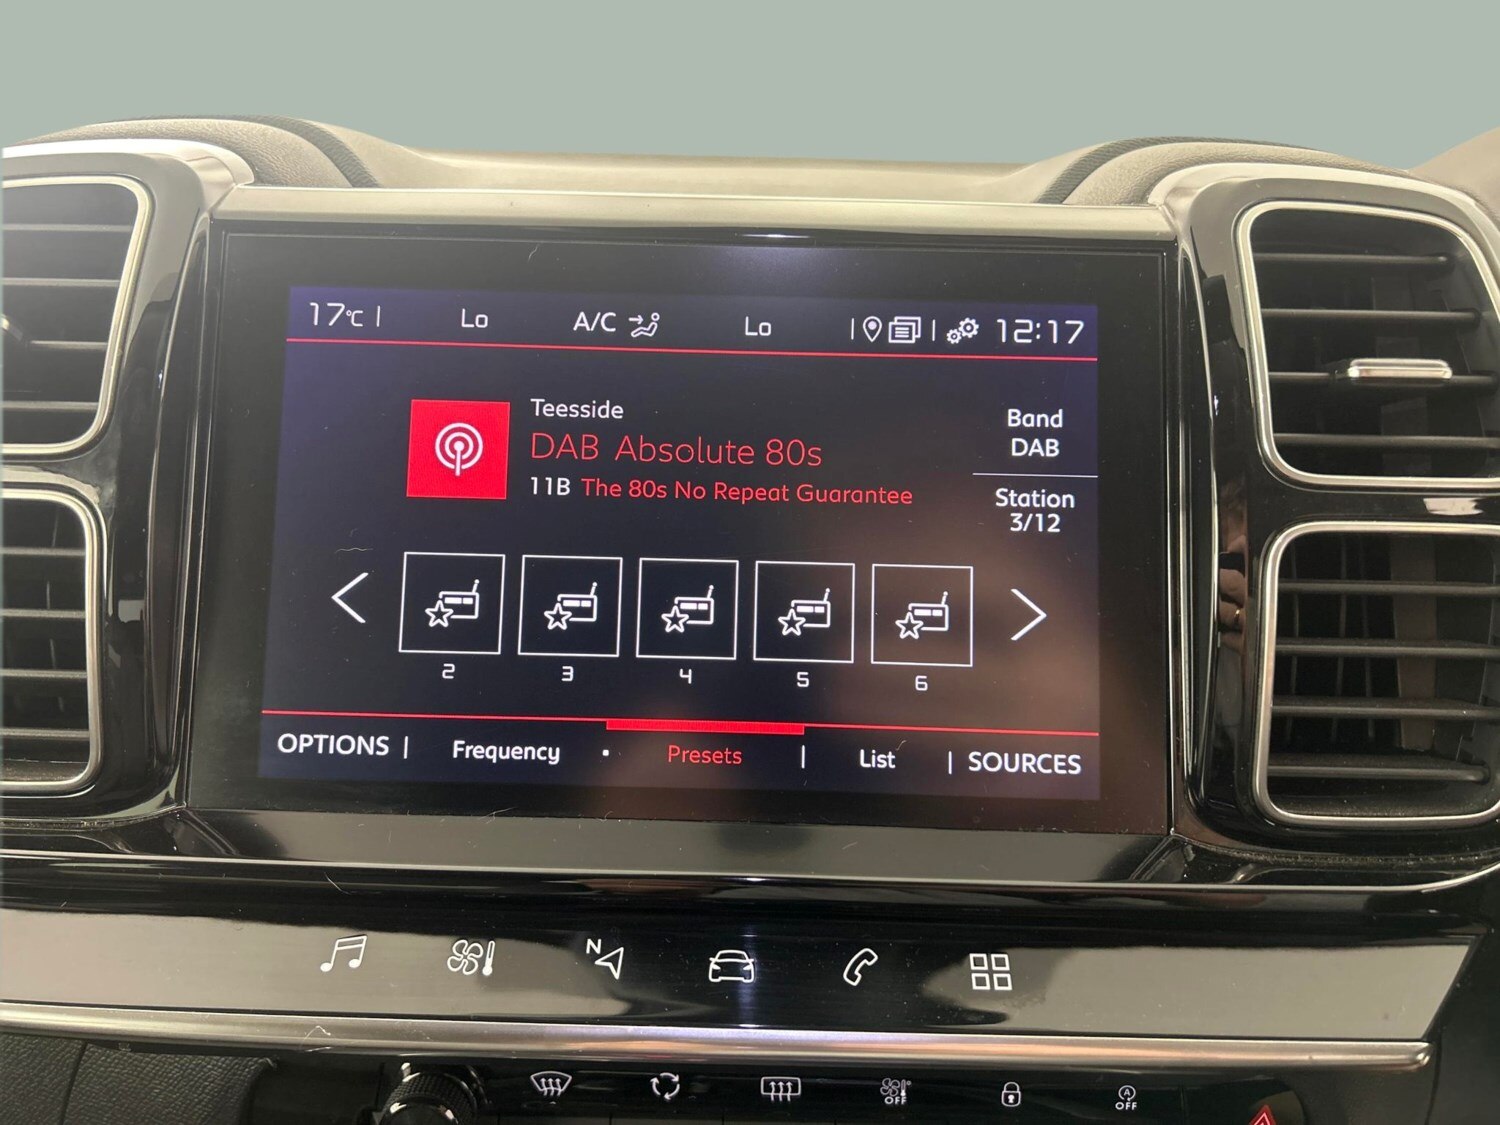 17°C | Lo A/C Lo | | 12:17
Teesside
DAB Absolute 80s
11B The 80s No Repeat Guarantee
Band
DAB
Station
3/12
2 3 4 5 6
OPTIONS | Frequency · Presets | List | SOURCES
N
OFF A OFF